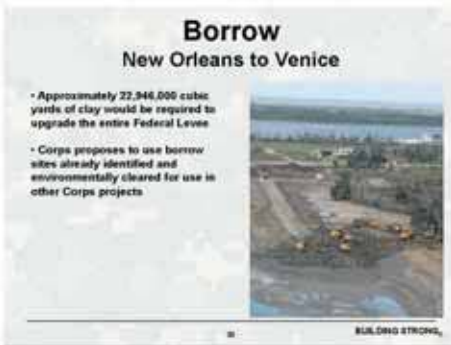 Borrow
New Orleans to Venice
• Approximately 22,946,000 cubic
yards of clay would be required to
upgrade the entire Federal Levee
• Corps proposes to use borrow
sites already identified and
environmentally cleared for use in
other Corps projects
BUILDING STRONG®